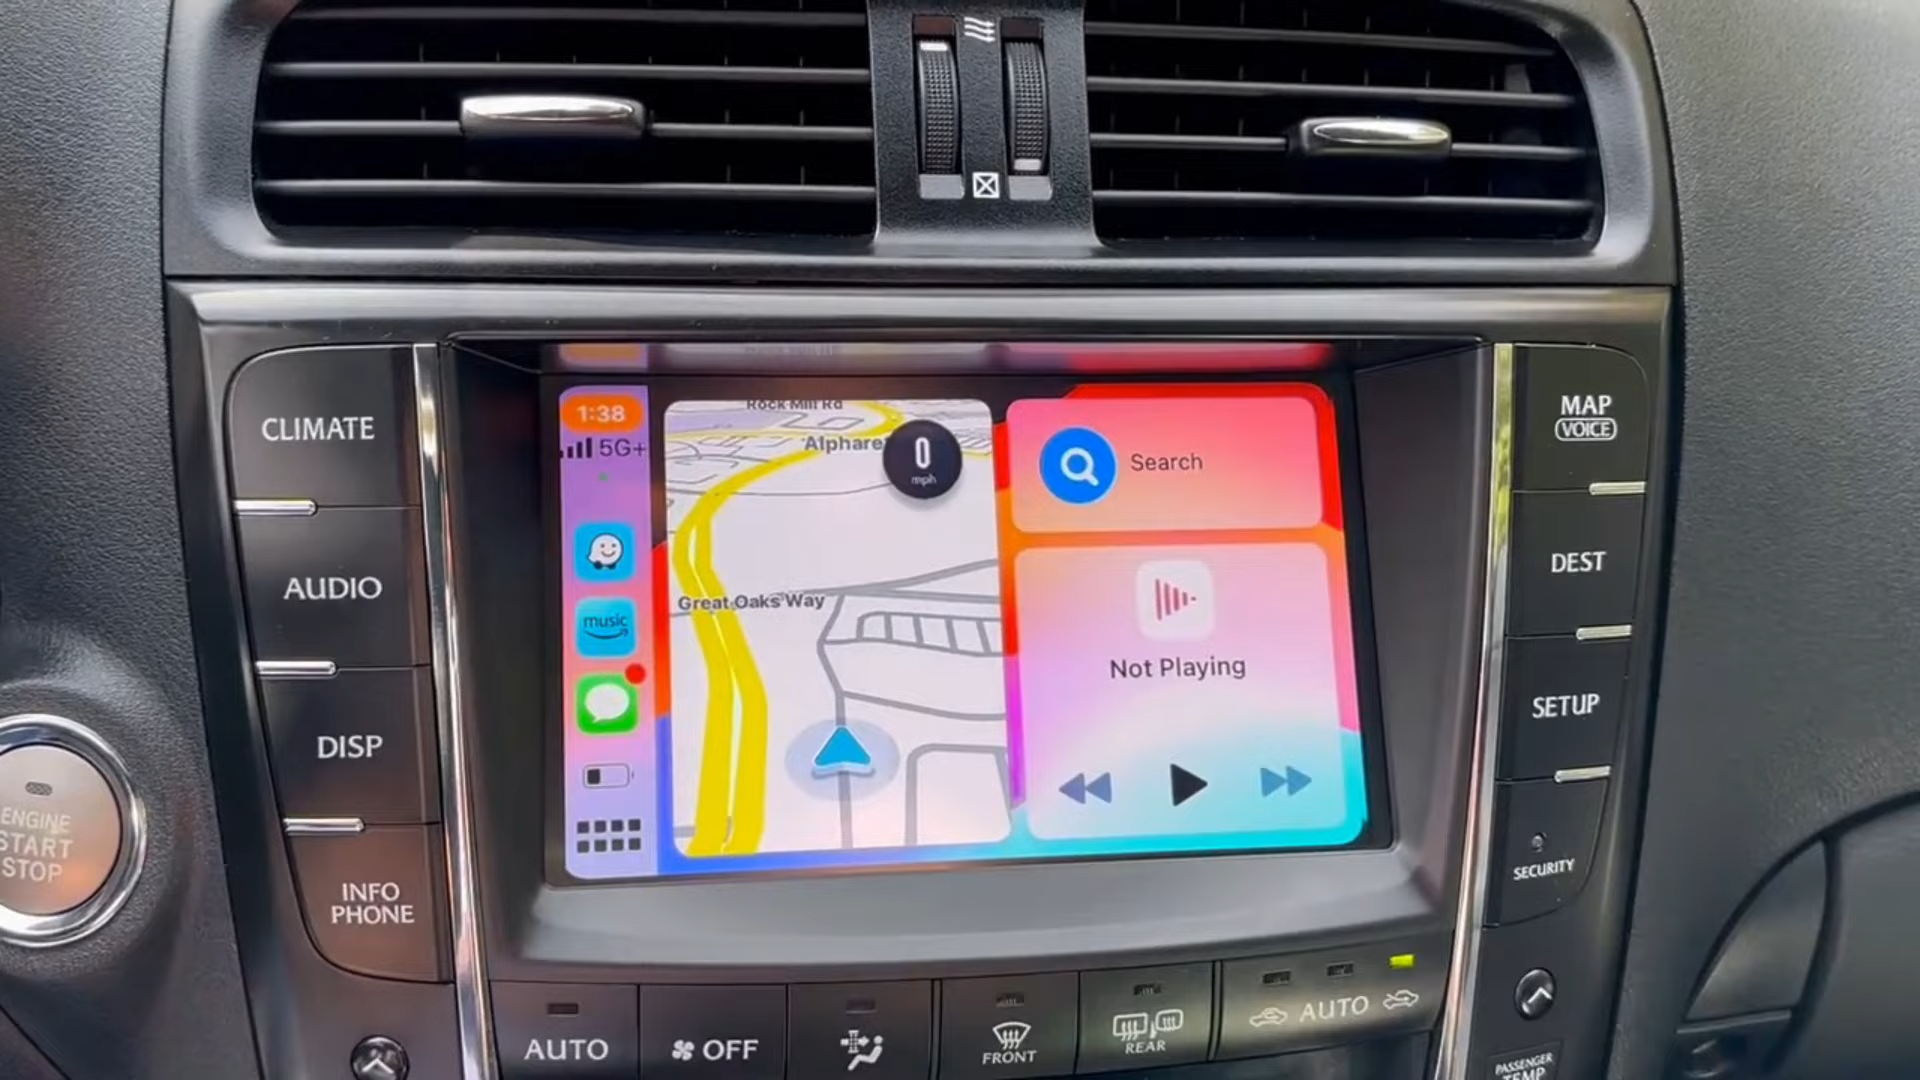 CLIMATE
AUDIO
DISP
INFO
PHONE
ENGINE
START
STOP
1:38
5G+
music
Rock Mill Rd
Alphare
0
mph
Great Oaks Way
Search
Not Playing
MAP
VOICE
DEST
SETUP
SECURITY
AUTO
OFF
FRONT
REAR
AUTO
PASSENGER
TEMP